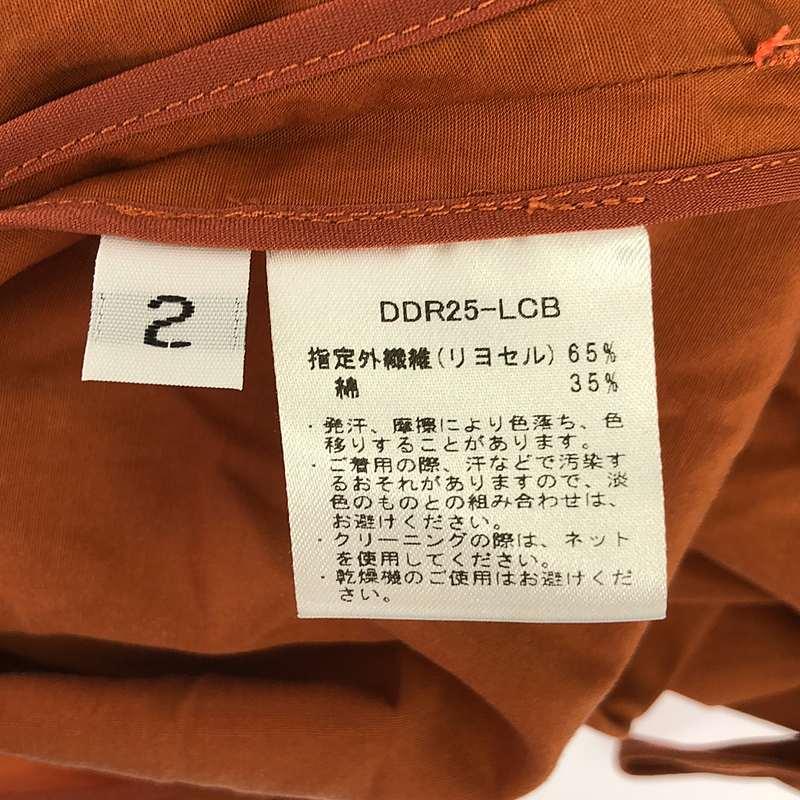 2
DDR25-LCB
指定外繊維(リヨセル) 65%
綿 35%
・発汗、摩擦により色落ち、色
移りすることがあります。
・ご着用の際、汗などで汚染す
るおそれがありますので、淡
色のものとの組み合わせは、
お避けください。
・クリーニングの際は、ネット
を使用してください。
・乾燥機のご使用はお避けくだ
さい。